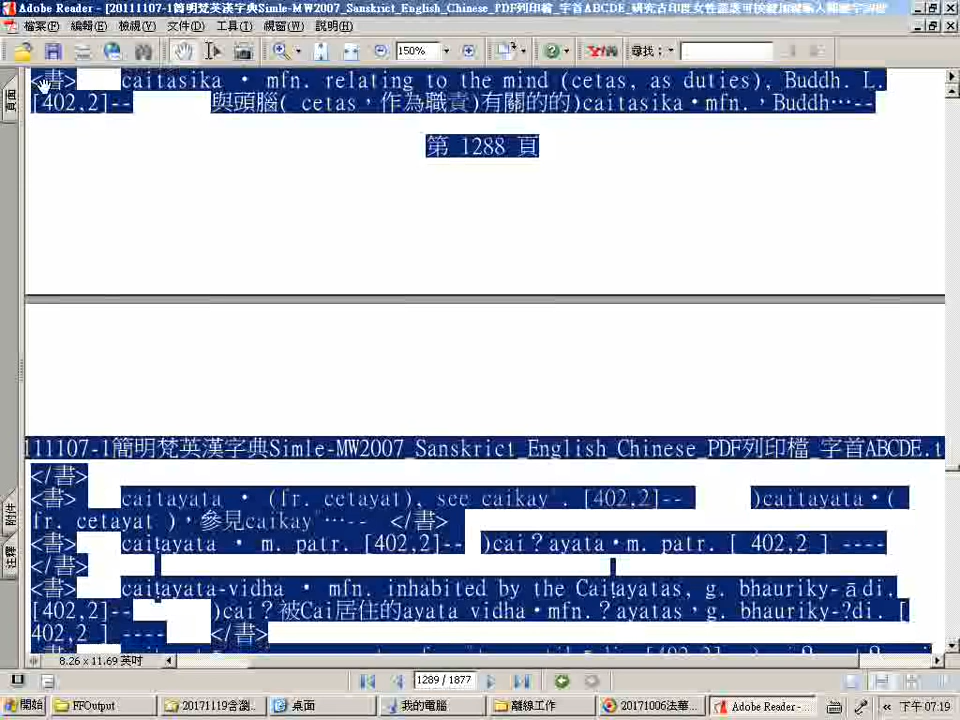 Adobe Reader - [20111107-1簡明梵英漢字典Simle-MW2007_Sanskrict_English_Chinese_PDF列印檔_字首ABCDE_研究古印度女性
檔案(F) 編輯(E) 檢視(V) 文件(D) 工具(T) 視窗(W) 說明(H)
150% 尋找:
<書> caitasika • mfn. relating to the mind (cetas, as duties), Buddh. L.
[402,2]-- 與頭腦( cetas，作為職責)有關的的)caitasika•mfn.，Buddh…--
第 1288 頁
111107-1簡明梵英漢字典Simle-MW2007_Sanskrict_English_Chinese_PDF列印檔_字首ABCDE.t
</書>
<書> caitayata • (fr. cetayat), see caikay°. [402,2]-- )caitayata•(
fr. cetayat )，參見caikay°…-- </書>
<書> caiṭayata • m. patr. [402,2]-- )cai？ayata•m. patr. [ 402,2 ] ----
</書>
<書> caiṭayata-vidha • mfn. inhabited by the Caiṭayatas, g. bhauriky-ādi.
[402,2]-- )cai？被Cai居住的ayata vidha•mfn.？ayatas，g. bhauriky-?di. [
402,2 ] ---- </書>
頁面
附件
註釋
8.26 x 11.69 英吋
1289 / 1877
開始 FFOutput 20171119含瀏... 桌面 我的電腦 離線工作 20171006法華... Adobe Reader -... 下午 07:19